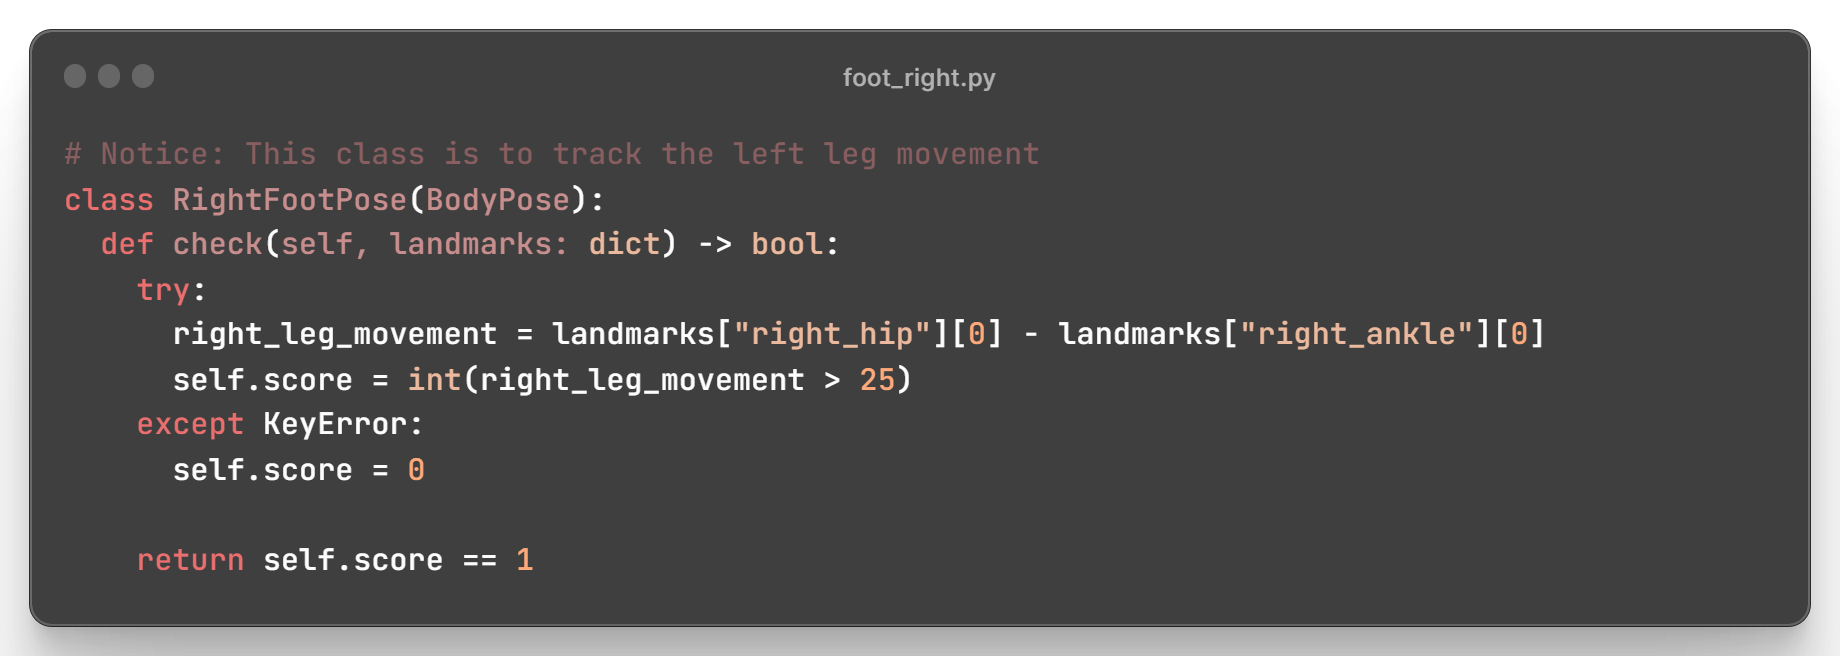 foot_right.py
# Notice: This class is to track the left leg movement
class RightFootPose(BodyPose):
  def check(self, landmarks: dict) -> bool:
    try:
      right_leg_movement = landmarks["right_hip"][0] - landmarks["right_ankle"][0]
      self.score = int(right_leg_movement > 25)
    except KeyError:
      self.score = 0

    return self.score == 1